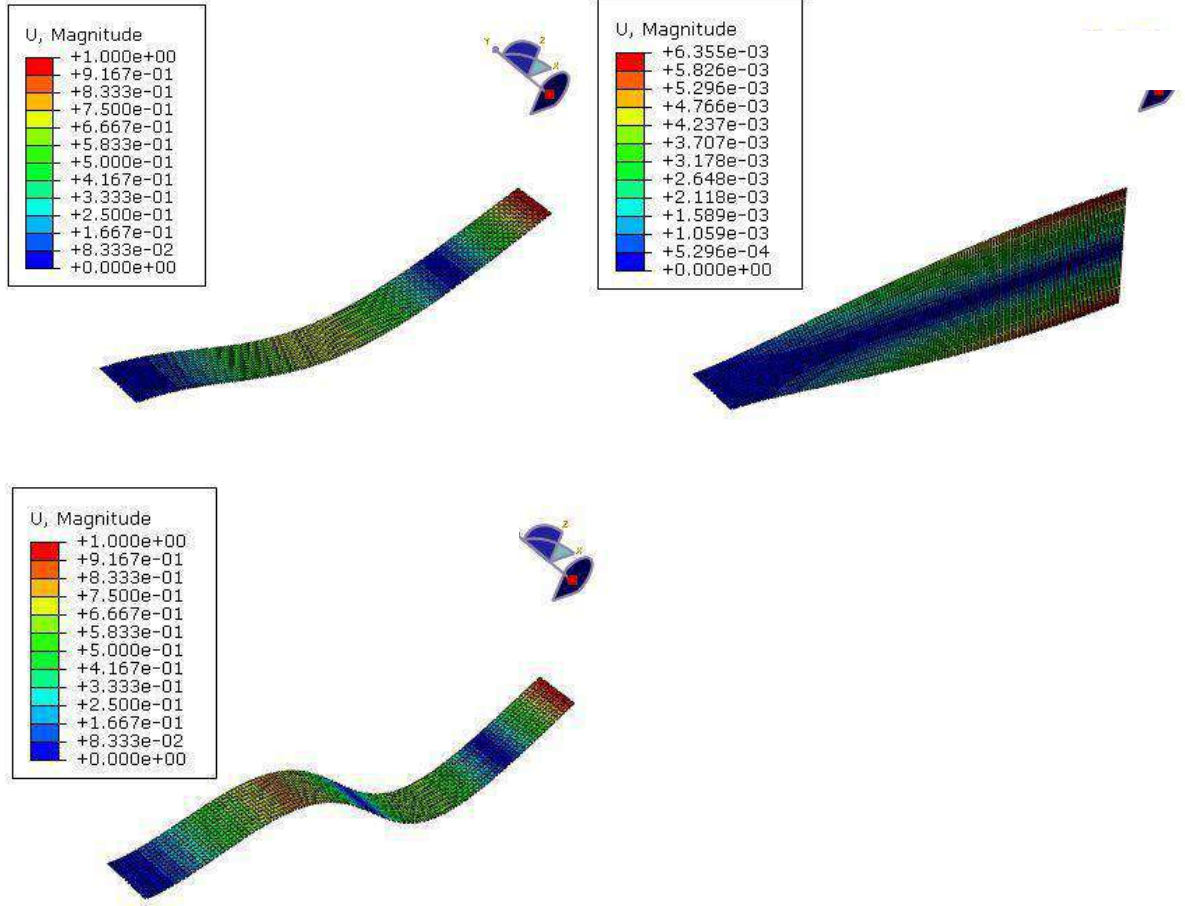 U, Magnitude
+1.000e+00
+9.167e-01
+8.333e-01
+7.500e-01
+6.667e-01
+5.833e-01
+5.000e-01
+4.167e-01
+3.333e-01
+2.500e-01
+1.667e-01
+8.333e-02
+0.000e+00
Y
Z
X
U, Magnitude
+6.355e-03
+5.826e-03
+5.296e-03
+4.766e-03
+4.237e-03
+3.707e-03
+3.178e-03
+2.648e-03
+2.118e-03
+1.589e-03
+1.059e-03
+5.296e-04
+0.000e+00
U, Magnitude
+1.000e+00
+9.167e-01
+8.333e-01
+7.500e-01
+6.667e-01
+5.833e-01
+5.000e-01
+4.167e-01
+3.333e-01
+2.500e-01
+1.667e-01
+8.333e-02
+0.000e+00
Z
X